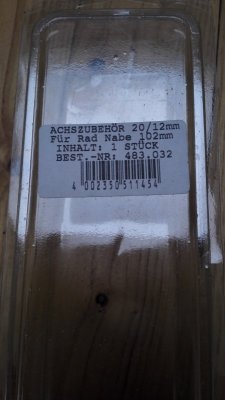 ACHSZUBEHÖR 20/12mm
Für Rad Nabe 102mm
INHALT: 1 STÜCK
BEST.-NR: 483.032
4 002350 511454